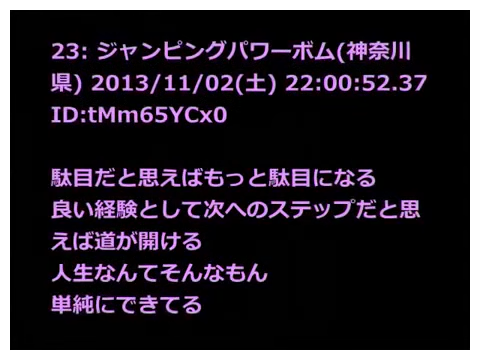 23: ジャンピングパワーボム(神奈川
県) 2013/11/02(土) 22:00:52.37
ID:tMm65YCx0
駄目だと思えばもっと駄目になる
良い経験として次へのステップだと思
えば道が開ける
人生なんてそんなもん
単純にできてる